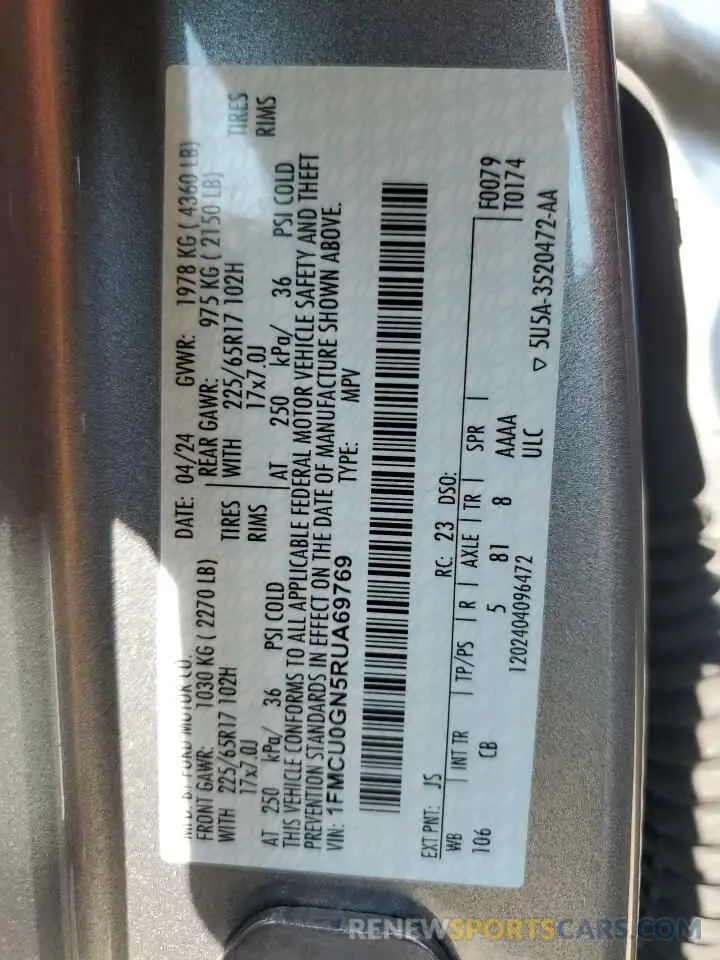 MFD. BY FORD MOTOR CO.
DATE: 04/24 GVWR: 1978 KG ( 4360 LB)
FRONT GAWR: 1030 KG ( 2270 LB) REAR GAWR: 975 KG ( 2150 LB)
WITH 225/65R17 102H TIRES WITH 225/65R17 102H TIRES
17x7.0J RIMS 17x7.0J RIMS
AT 250 kPa/ 36 PSI COLD AT 250 kPa/ 36 PSI COLD
THIS VEHICLE CONFORMS TO ALL APPLICABLE FEDERAL MOTOR VEHICLE SAFETY AND THEFT
PREVENTION STANDARDS IN EFFECT ON THE DATE OF MANUFACTURE SHOWN ABOVE.
VIN: 1FMCU0GN5RUA69769 TYPE: MPV
EXT PNT: JS RC: 23 DSO: F0079
WB INT TR TP/PS R AXLE TR SPR T0174
106 CB 5 81 8 AAAA
ULC
1202404096472 ▽ 5U5A-3520472-AA
RENEWSPORTSCARS.COM